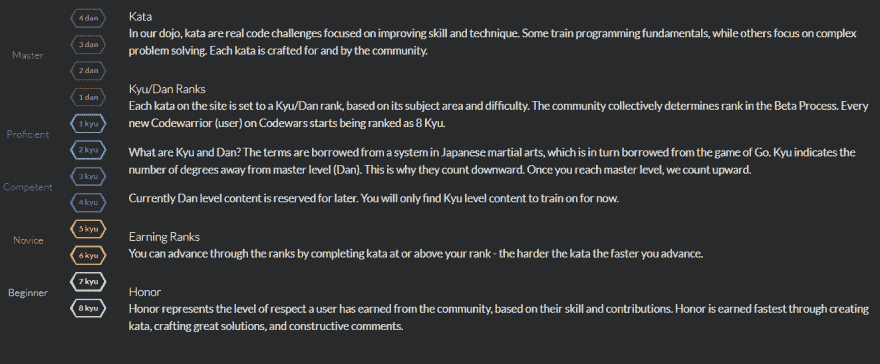 4 dan
3 dan
Master
2 dan
1 dan
1 kyu
Proficient
2 kyu
3 kyu
Competent
4 kyu
5 kyu
Novice
6 kyu
7 kyu
Beginner
8 kyu
Kata
In our dojo, kata are real code challenges focused on improving skill and technique. Some train programming fundamentals, while others focus on complex
problem solving. Each kata is crafted for and by the community.
Kyu/Dan Ranks
Each kata on the site is set to a Kyu/Dan rank, based on its subject area and difficulty. The community collectively determines rank in the Beta Process. Every
new Codewarrior (user) on Codewars starts being ranked as 8 Kyu.
What are Kyu and Dan? The terms are borrowed from a system in Japanese martial arts, which is in turn borrowed from the game of Go. Kyu indicates the
number of degrees away from master level (Dan). This is why they count downward. Once you reach master level, we count upward.
Currently Dan level content is reserved for later. You will only find Kyu level content to train on for now.
Earning Ranks
You can advance through the ranks by completing kata at or above your rank - the harder the kata the faster you advance.
Honor
Honor represents the level of respect a user has earned from the community, based on their skill and contributions. Honor is earned fastest through creating
kata, crafting great solutions, and constructive comments.